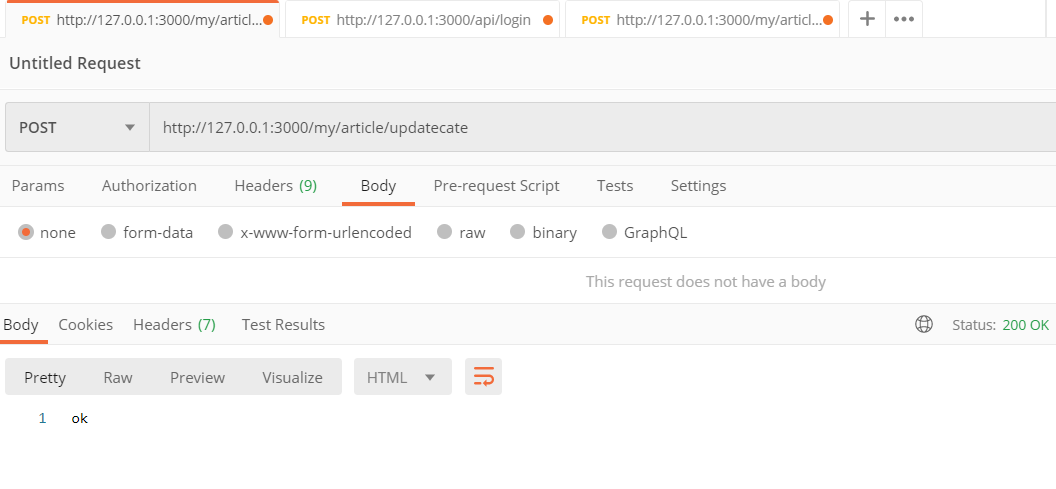 POST http://127.0.0.1:3000/my/articl... POST http://127.0.0.1:3000/api/login POST http://127.0.0.1:3000/my/articl...
Untitled Request
POST http://127.0.0.1:3000/my/article/updatecate
Params Authorization Headers (9) Body Pre-request Script Tests Settings
none form-data x-www-form-urlencoded raw binary GraphQL
This request does not have a body
Body Cookies Headers (7) Test Results Status: 200 OK
Pretty Raw Preview Visualize HTML
1 ok